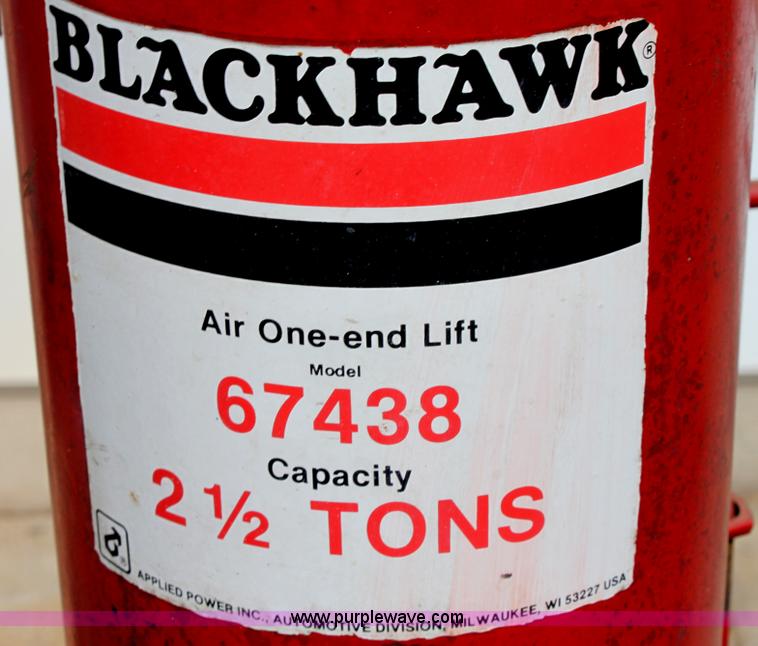 BLACKHAWK®
Air One-end Lift
Model
67438
Capacity
2 ½ TONS
®
APPLIED POWER INC., AUTOMOTIVE DIVISION, MILWAUKEE, WI 53227 USA
www.purplewave.com